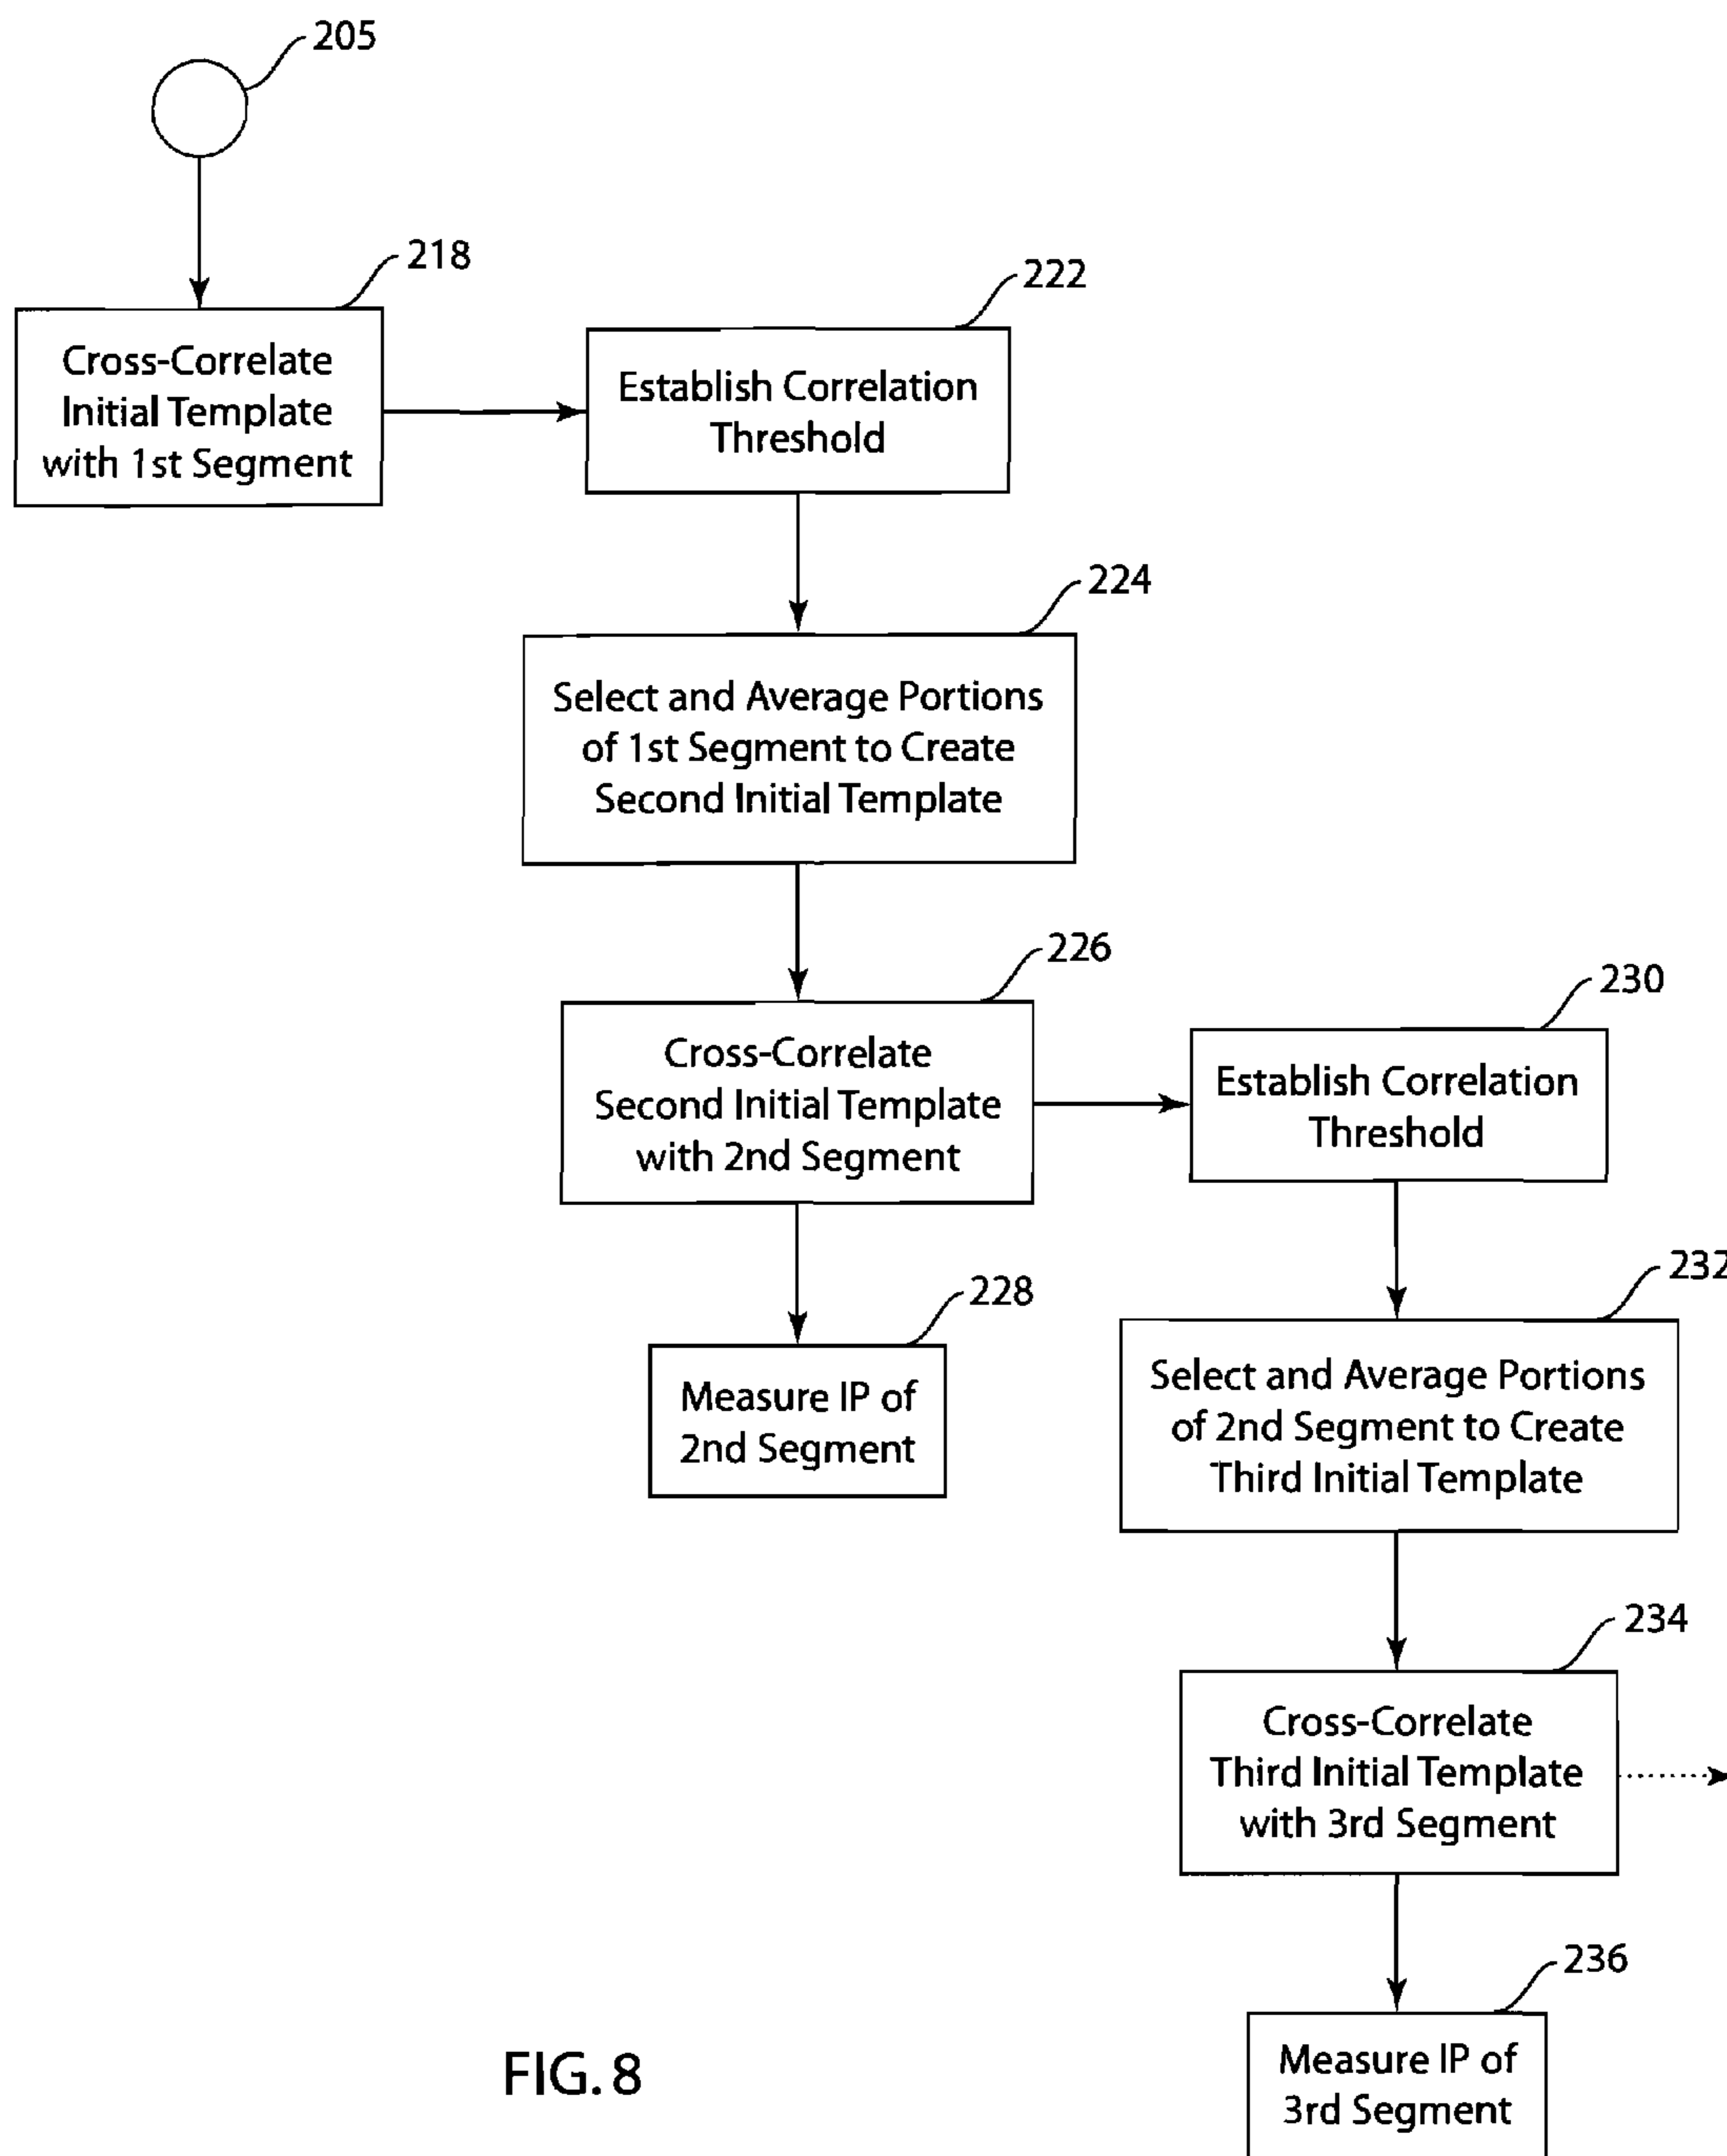 205
218
Cross-Correlate
Initial Template
with 1st Segment
222
Establish Correlation
Threshold
224
Select and Average Portions
of 1st Segment to Create
Second Initial Template
226
Cross-Correlate
Second Initial Template
with 2nd Segment
230
Establish Correlation
Threshold
228
Measure IP of
2nd Segment
232
Select and Average Portions
of 2nd Segment to Create
Third Initial Template
234
Cross-Correlate
Third Initial Template
with 3rd Segment
236
Measure IP of
3rd Segment
FIG. 8